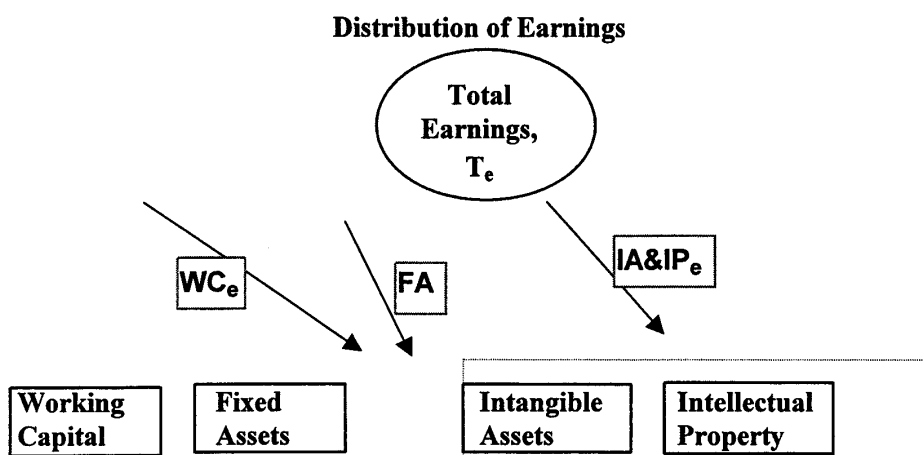 Distribution of Earnings
Total
Earnings,
Te
WCe
FA
IA&IPe
Working
Capital
Fixed
Assets
Intangible
Assets
Intellectual
Property